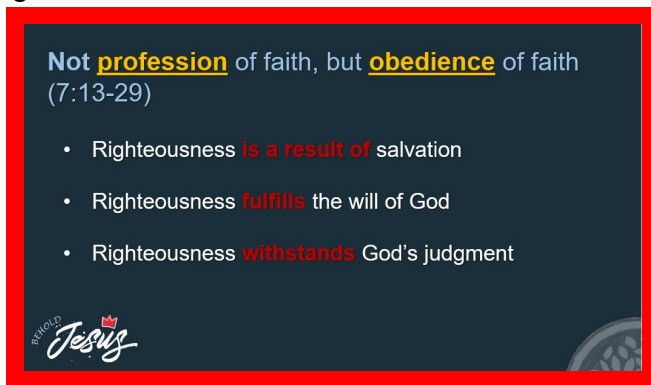 Not profession of faith, but obedience of faith
(7:13-29)
• Righteousness is a result of salvation
• Righteousness fulfills the will of God
• Righteousness withstands God's judgment
BEHOLD
Jesus